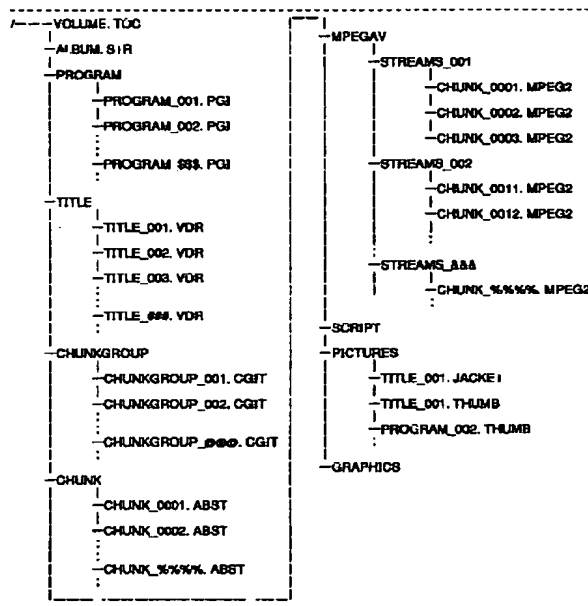 VOLUME. TOC
ALBUM. STR
PROGRAM
PROGRAM_001. PGI
PROGRAM_002. PGI
PROGRAM_$$$. PGI
TITLE
TITLE_001. VDR
TITLE_002. VDR
TITLE_003. VDR
TITLE_###. VDR
CHUNKGROUP
CHUNKGROUP_001. CGIT
CHUNKGROUP_002. CGIT
CHUNKGROUP_@@@. CGIT
CHUNK
CHUNK_0001. ABST
CHUNK_0002. ABST
CHUNK_%%%%. ABST
MPEGAV
STREAMS_001
CHUNK_0001. MPEG2
CHUNK_0002. MPEG2
CHUNK_0003. MPEG2
STREAMS_002
CHUNK_0011. MPEG2
CHUNK_0012. MPEG2
STREAMS_&&&
CHUNK_%%%%. MPEG2
SCRIPT
PICTURES
TITLE_001. JACKET
TITLE_001. THUMB
PROGRAM_002. THUMB
GRAPHICS